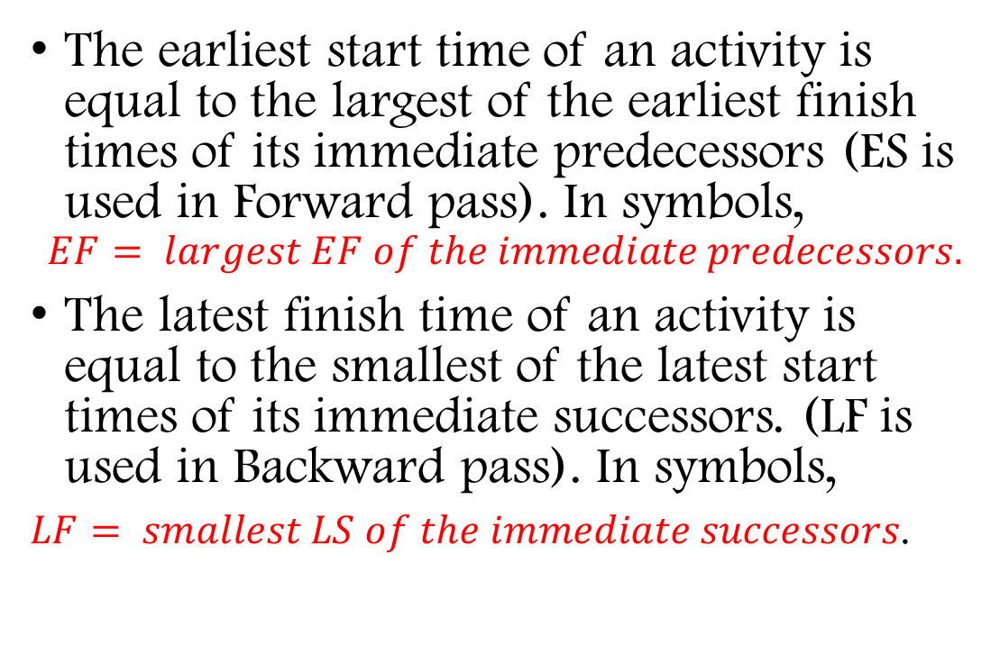 • The earliest start time of an activity is
equal to the largest of the earliest finish
times of its immediate predecessors (ES is
used in Forward pass). In symbols,
EF = largest EF of the immediate predecessors.
• The latest finish time of an activity is
equal to the smallest of the latest start
times of its immediate successors. (LF is
used in Backward pass). In symbols,
LF = smallest LS of the immediate successors.